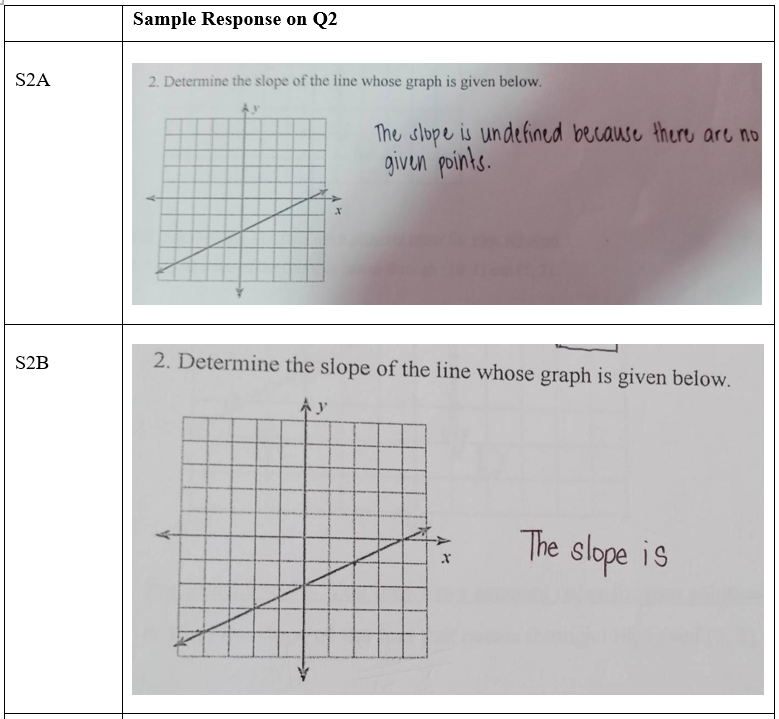 Sample Response on Q2
S2A
2. Determine the slope of the line whose graph is given below.
y
The slope is undefined because there are no
given points.
x
S2B
2. Determine the slope of the line whose graph is given below.
y
The slope is
x